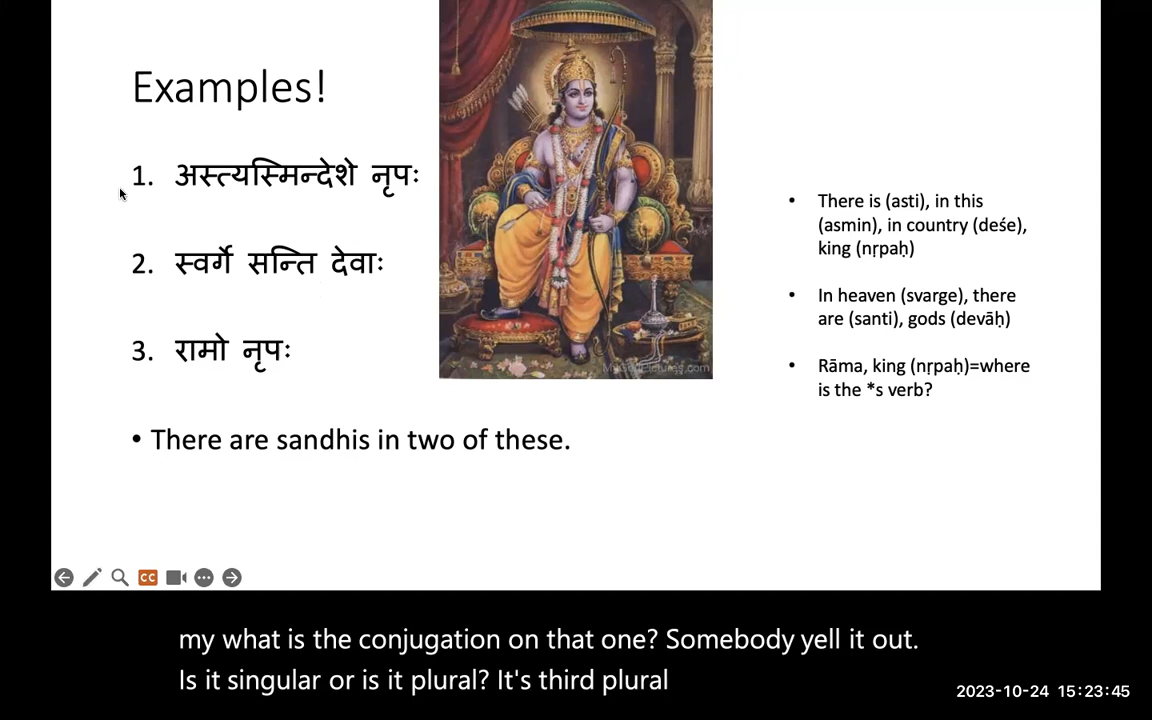 Examples!
1. अस्त्यस्मिन्देशे नृपः
2. स्वर्गे सन्ति देवाः
3. रामो नृपः
• There are sandhis in two of these.
• There is (asti), in this
(asmin), in country (deśe),
king (nṛpaḥ)
• In heaven (svarge), there
are (santi), gods (devāḥ)
• Rāma, king (nṛpaḥ)=where
is the *s verb?
MyGodPictures.com
CC
my what is the conjugation on that one? Somebody yell it out.
Is it singular or is it plural? It's third plural
2023-10-24 15:23:45